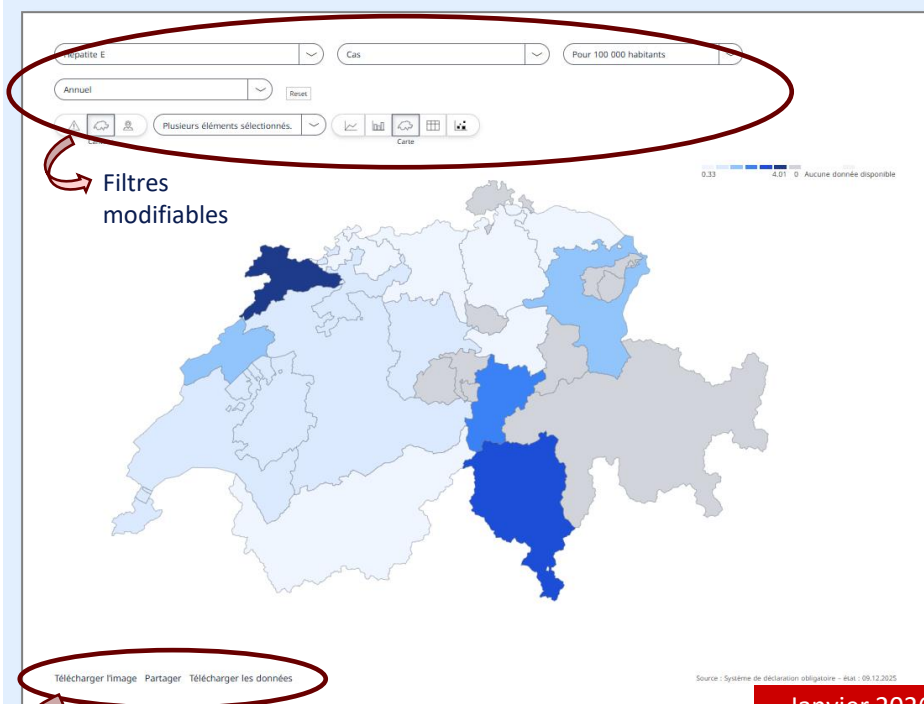 Hépatite E
Cas
Pour 100 000 habitants
Annuel
Reset
Plusieurs éléments sélectionnés.
Carte
Filtres
modifiables
0.33 4.01 0 Aucune donnée disponible
Télécharger l'image Partager Télécharger les données
Source : Système de déclaration obligatoire – état : 09.12.2025